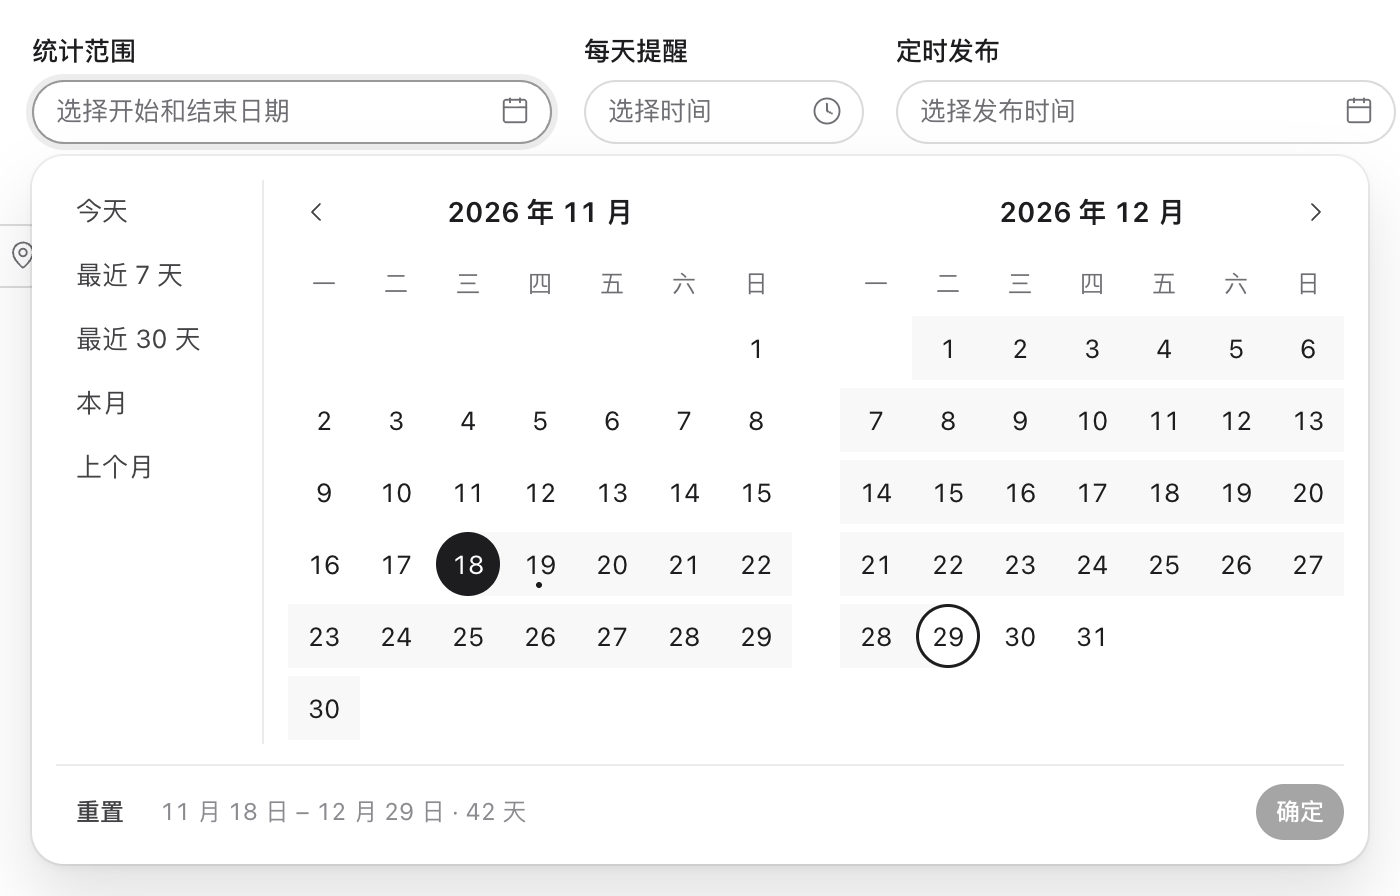 统计范围 每天提醒 定时发布
选择开始和结束日期 选择时间 选择发布时间
今天
最近 7 天
最近 30 天
本月
上个月
2026 年 11 月 2026 年 12 月
一 二 三 四 五 六 日 一 二 三 四 五 六 日
1 1 2 3 4 5 6
2 3 4 5 6 7 8 7 8 9 10 11 12 13
9 10 11 12 13 14 15 14 15 16 17 18 19 20
16 17 18 19 20 21 22 21 22 23 24 25 26 27
23 24 25 26 27 28 29 28 29 30 31
30
重置 11 月 18 日 – 12 月 29 日 · 42 天 确定